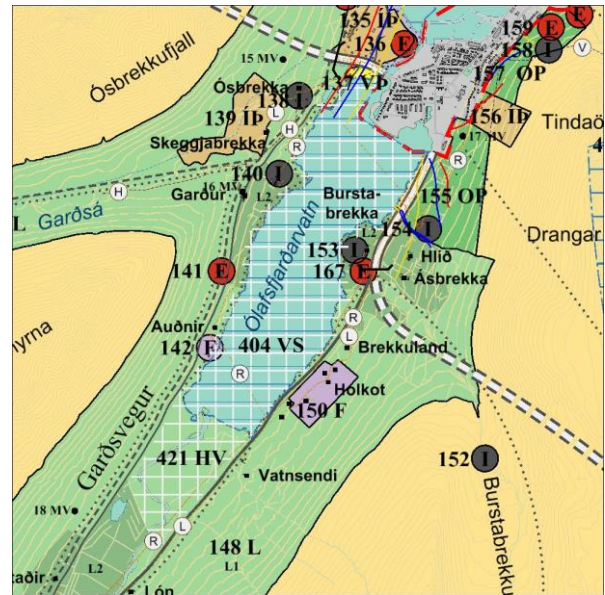 135 ÍÞ
136 E
159 E
158 I
V
Ósbrekkufjall
15 MV
137 VÞ
157 OP
Ósbrekka
138 I
L
156 ÍÞ
139 ÍÞ
Skeggjabrekka
H
17 HV
Tindaö
R
140 I
16 MV
Garður
L2
Bursta-
brekka
155 OP
H
L
Garðsá
L2
154 I
Drangar
153 I
Hlíð
141 E
167 E
Ásbrekka
Ólafsfjarðarvatn
R
Auðnir
L
142 F
404 VS
Brekkuland
R
Hólkot
150 F
Garðsvegur
421 HV
152 I
Vatnsendi
18 MV
L
R
148 L
L1
Burstabrekku
L2
Lón